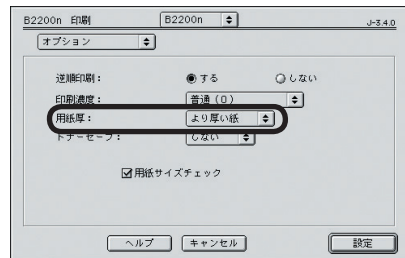 B2200n 印刷 B2200n J-3.4.0
オプション
逆順印刷： する しない
印刷濃度： 普通（0）
用紙厚： より厚い紙
トナーセーブ： しない
用紙サイズチェック
ヘルプ キャンセル 設定